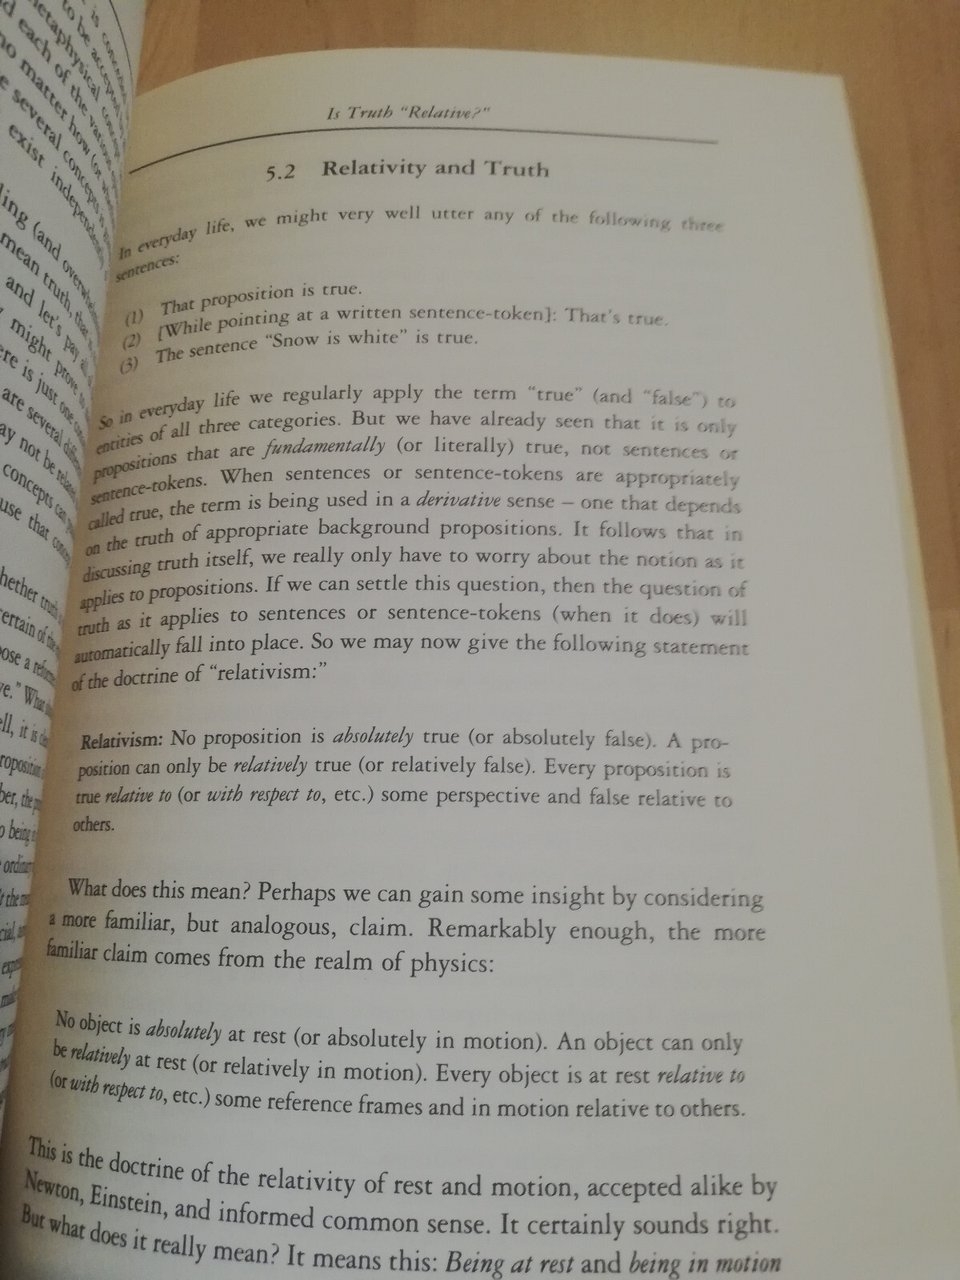 Is Truth "Relative?"
5.2 Relativity and Truth
In everyday life, we might very well utter any of the following three
sentences:
(1) That proposition is true.
(2) [While pointing at a written sentence-token]: That's true.
(3) The sentence "Snow is white" is true.
So in everyday life we regularly apply the term "true" (and "false") to
entities of all three categories. But we have already seen that it is only
propositions that are fundamentally (or literally) true, not sentences or
sentence-tokens. When sentences or sentence-tokens are appropriately
called true, the term is being used in a derivative sense – one that depends
on the truth of appropriate background propositions. It follows that in
discussing truth itself, we really only have to worry about the notion as it
applies to propositions. If we can settle this question, then the question of
truth as it applies to sentences or sentence-tokens (when it does) will
automatically fall into place. So we may now give the following statement
of the doctrine of "relativism:"
Relativism: No proposition is absolutely true (or absolutely false). A pro-
position can only be relatively true (or relatively false). Every proposition is
true relative to (or with respect to, etc.) some perspective and false relative to
others.
What does this mean? Perhaps we can gain some insight by considering
a more familiar, but analogous, claim. Remarkably enough, the more
familiar claim comes from the realm of physics:
No object is absolutely at rest (or absolutely in motion). An object can only
be relatively at rest (or relatively in motion). Every object is at rest relative to
(or with respect to, etc.) some reference frames and in motion relative to others.
This is the doctrine of the relativity of rest and motion, accepted alike by
Newton, Einstein, and informed common sense. It certainly sounds right.
But what does it really mean? It means this: Being at rest and being in motion